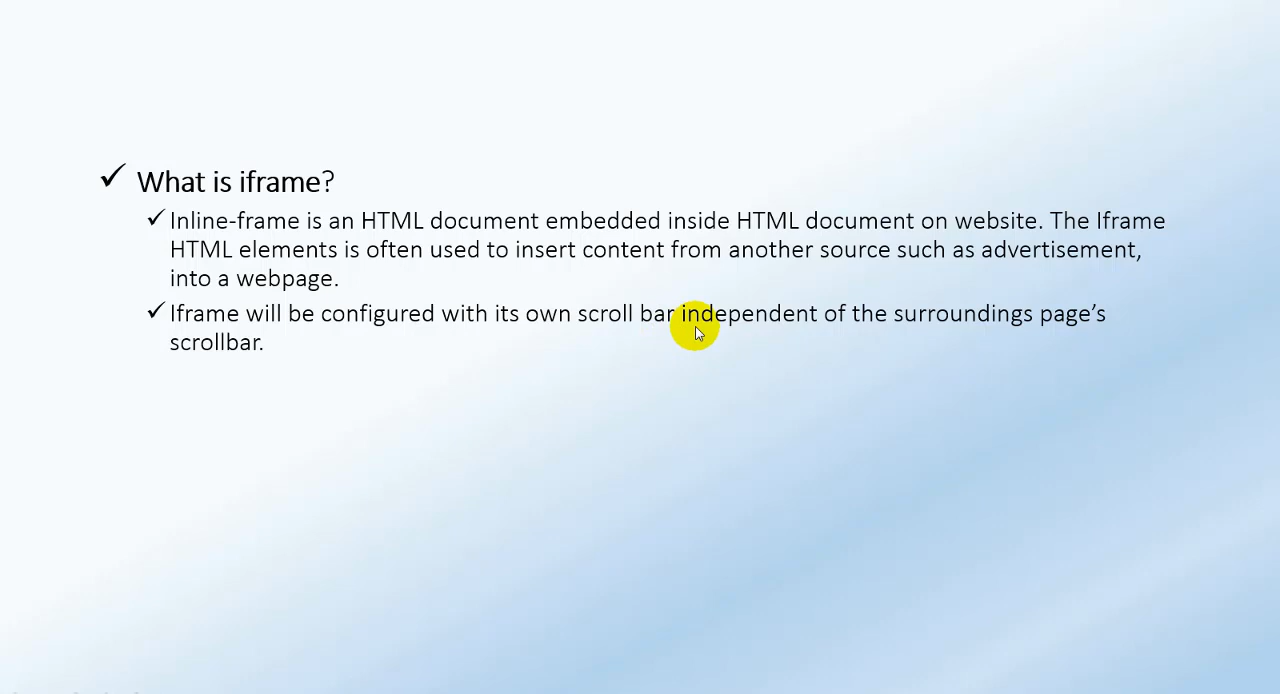 What is iframe?
Inline-frame is an HTML document embedded inside HTML document on website. The Iframe
HTML elements is often used to insert content from another source such as advertisement,
into a webpage.
Iframe will be configured with its own scroll bar independent of the surroundings page’s
scrollbar.